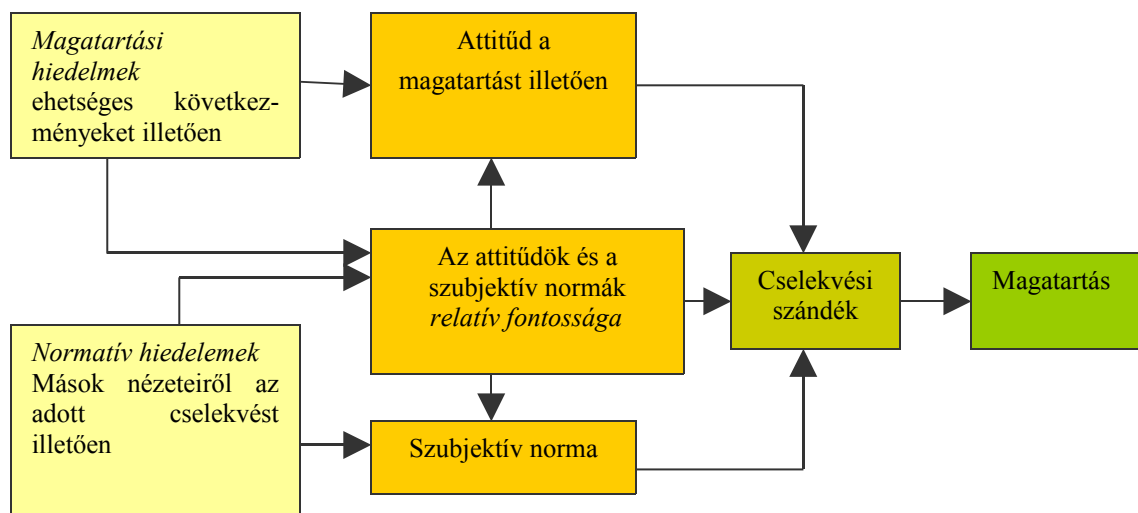 Magatartási
hiedelmek
ehetséges következ-
ményeket illetően
Attitűd a
magatartást illetően
Az attitűdök és a
szubjektív normák
relatív fontossága
Cselekvési
szándék
Magatartás
Normatív hiedelemek
Mások nézeteiről az
adott cselekvést
illetően
Szubjektív norma